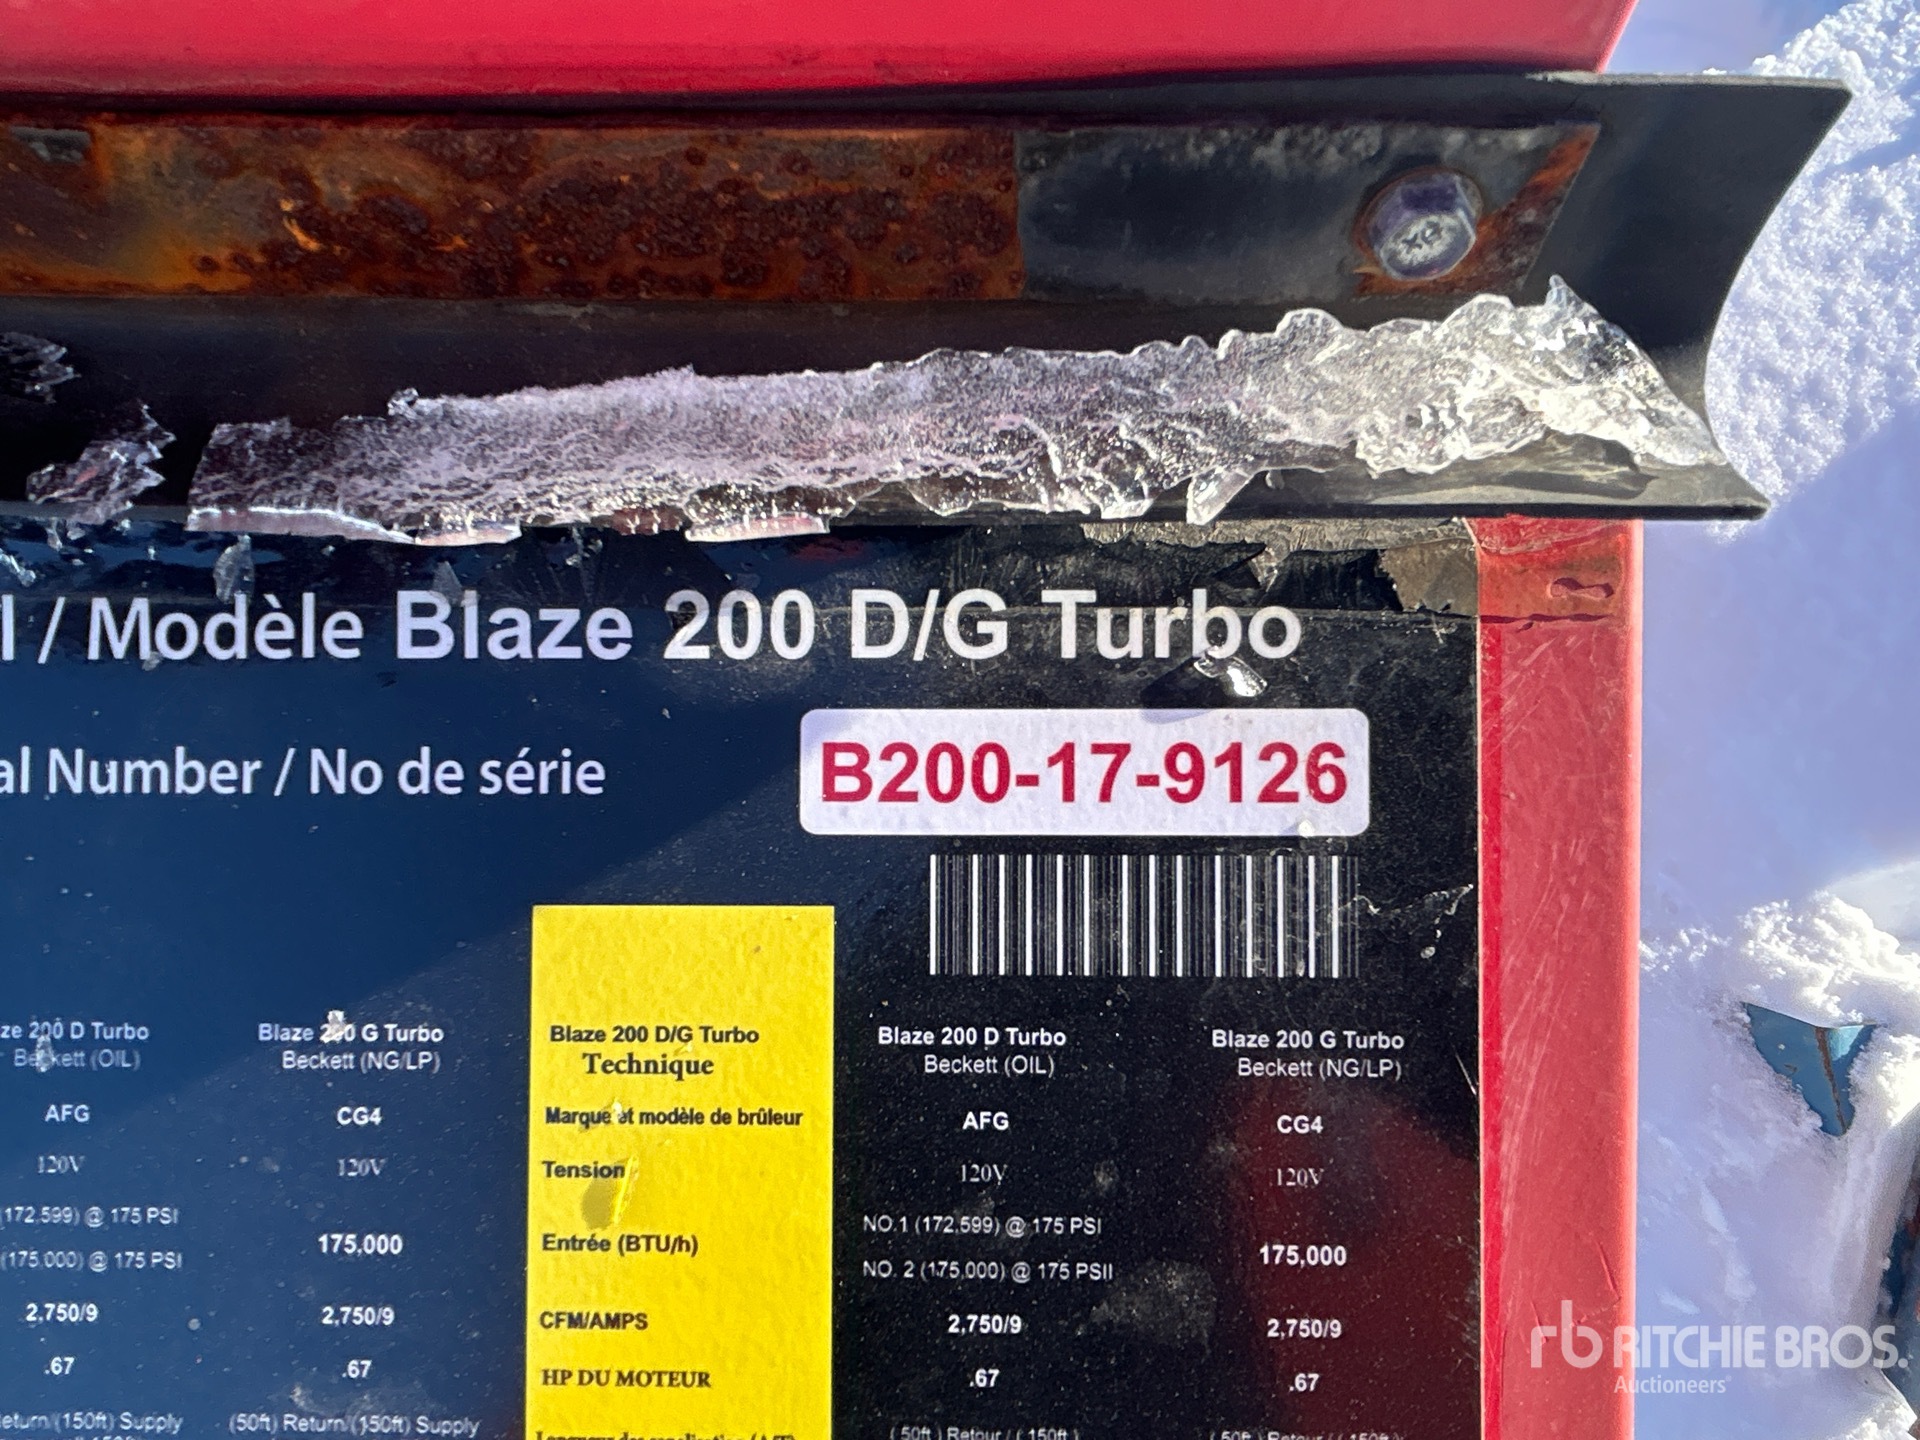 / Modèle Blaze 200 D/G Turbo
Number / No de série
B200-17-9126
200 D Turbo Blaze 200 G Turbo Blaze 200 D/G Turbo Blaze 200 D Turbo Blaze 200 G Turbo
Beckett (OIL) Beckett (NG/LP) Technique Beckett (OIL) Beckett (NG/LP)
AFG CG4 Marque et modèle de brûleur AFG CG4
120V 120V Tension 120V 120V
(172,599) @ 175 PSI NO.1 (172,599) @ 175 PSI
175,000 Entrée (BTU/h) 175,000
(175,000) @ 175 PSI NO. 2 (175,000) @ 175 PSII
2,750/9 2,750/9 CFM/AMPS 2,750/9 2,750/9
.67 .67 HP DU MOTEUR .67 .67
(150ft) Supply (50ft) Return/(150ft) Supply (50ft) Retour / (150ft)
rb RITCHIE BROS.
Auctioneers